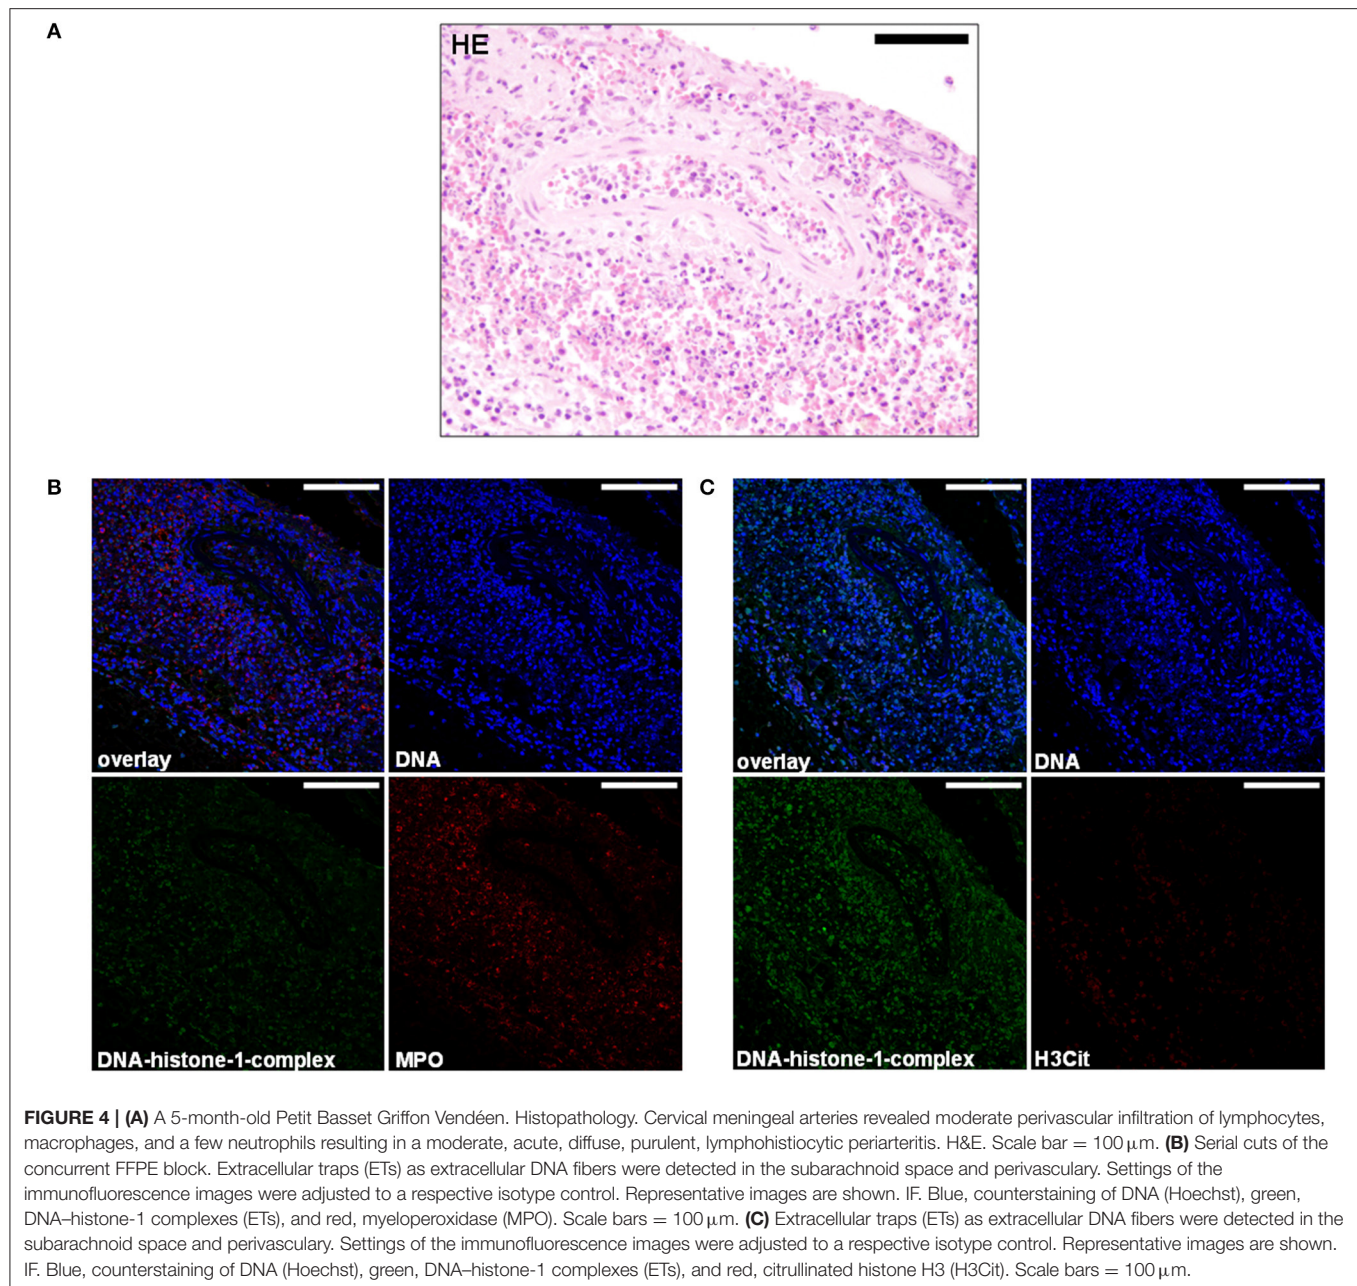 A
HE
B
C
overlay
DNA
overlay
DNA
DNA-histone-1-complex
MPO
DNA-histone-1-complex
H3Cit
FIGURE 4 | (A) A 5-month-old Petit Basset Griffon Vendéen. Histopathology. Cervical meningeal arteries revealed moderate perivascular infiltration of lymphocytes,
macrophages, and a few neutrophils resulting in a moderate, acute, diffuse, purulent, lymphohistiocytic periarteritis. H&E. Scale bar = 100 μm. (B) Serial cuts of the
concurrent FFPE block. Extracellular traps (ETs) as extracellular DNA fibers were detected in the subarachnoid space and perivasculary. Settings of the
immunofluorescence images were adjusted to a respective isotype control. Representative images are shown. IF. Blue, counterstaining of DNA (Hoechst), green,
DNA–histone-1 complexes (ETs), and red, myeloperoxidase (MPO). Scale bars = 100 μm. (C) Extracellular traps (ETs) as extracellular DNA fibers were detected in the
subarachnoid space and perivasculary. Settings of the immunofluorescence images were adjusted to a respective isotype control. Representative images are shown.
IF. Blue, counterstaining of DNA (Hoechst), green, DNA–histone-1 complexes (ETs), and red, citrullinated histone H3 (H3Cit). Scale bars = 100 μm.